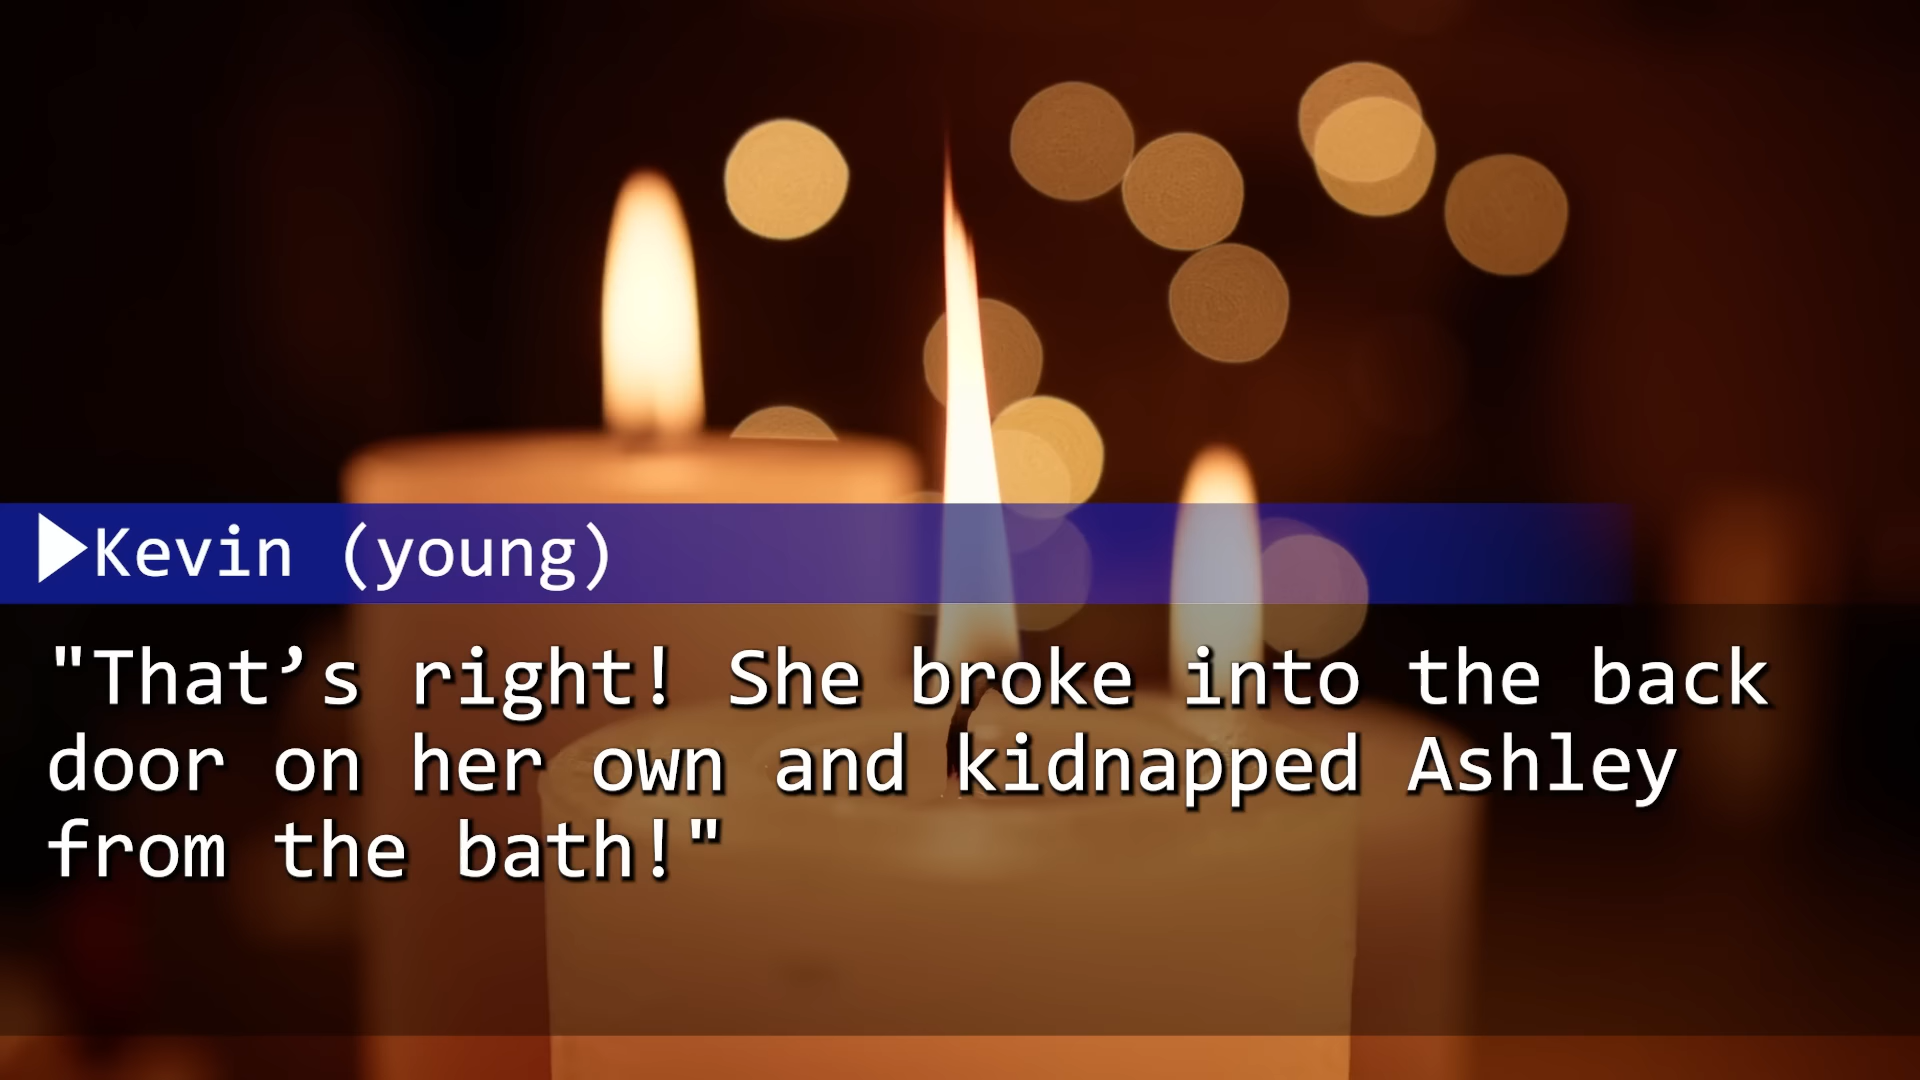 ▶Kevin (young)
"That’s right! She broke into the back
door on her own and kidnapped Ashley
from the bath!"